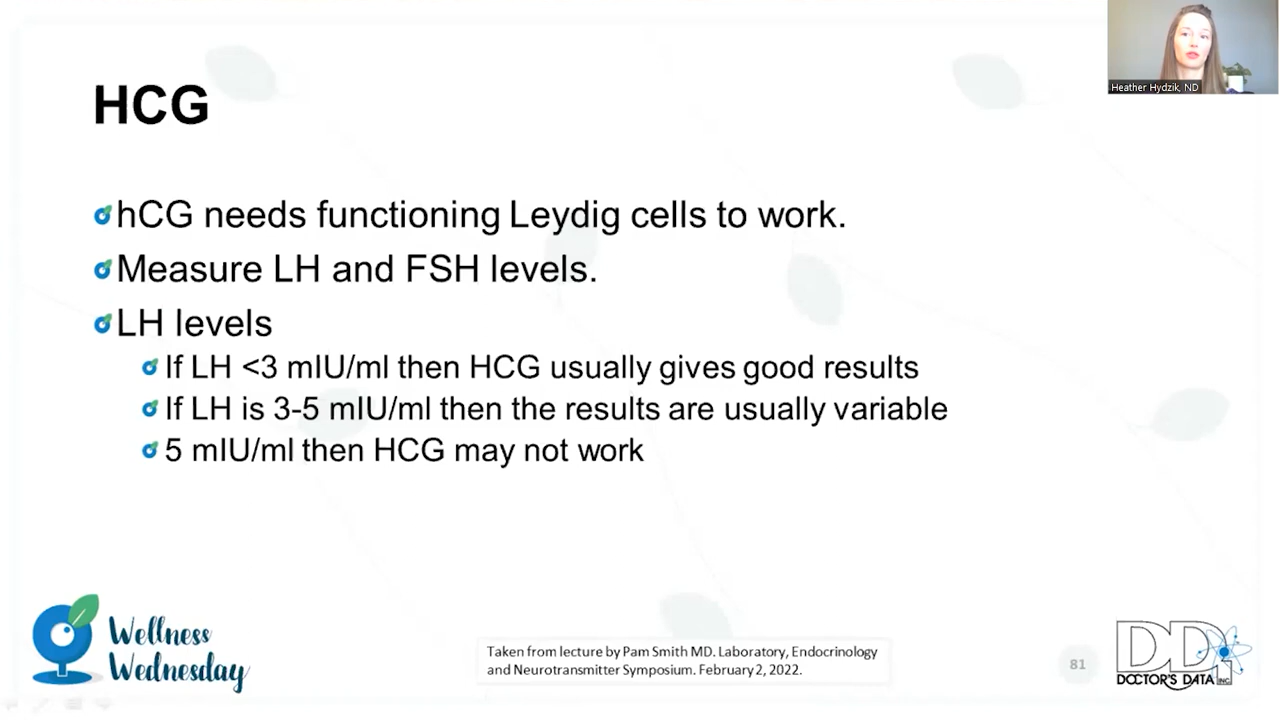 Heather Hydzik, ND
HCG
hCG needs functioning Leydig cells to work.
Measure LH and FSH levels.
LH levels
If LH <3 mIU/ml then HCG usually gives good results
If LH is 3-5 mIU/ml then the results are usually variable
5 mIU/ml then HCG may not work
Wellness
Wednesday
Taken from lecture by Pam Smith MD. Laboratory, Endocrinology
and Neurotransmitter Symposium. February 2, 2022.
81
DDI
DOCTOR'S DATA INC.